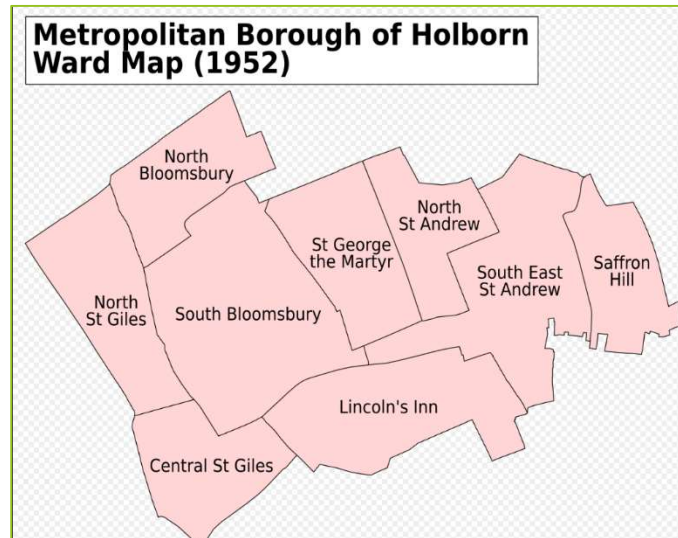 Metropolitan Borough of Holborn
Ward Map (1952)
North
Bloomsbury
North
St Andrew
St George
the Martyr
South East
St Andrew
Saffron
Hill
North
St Giles
South Bloomsbury
Lincoln's Inn
Central St Giles